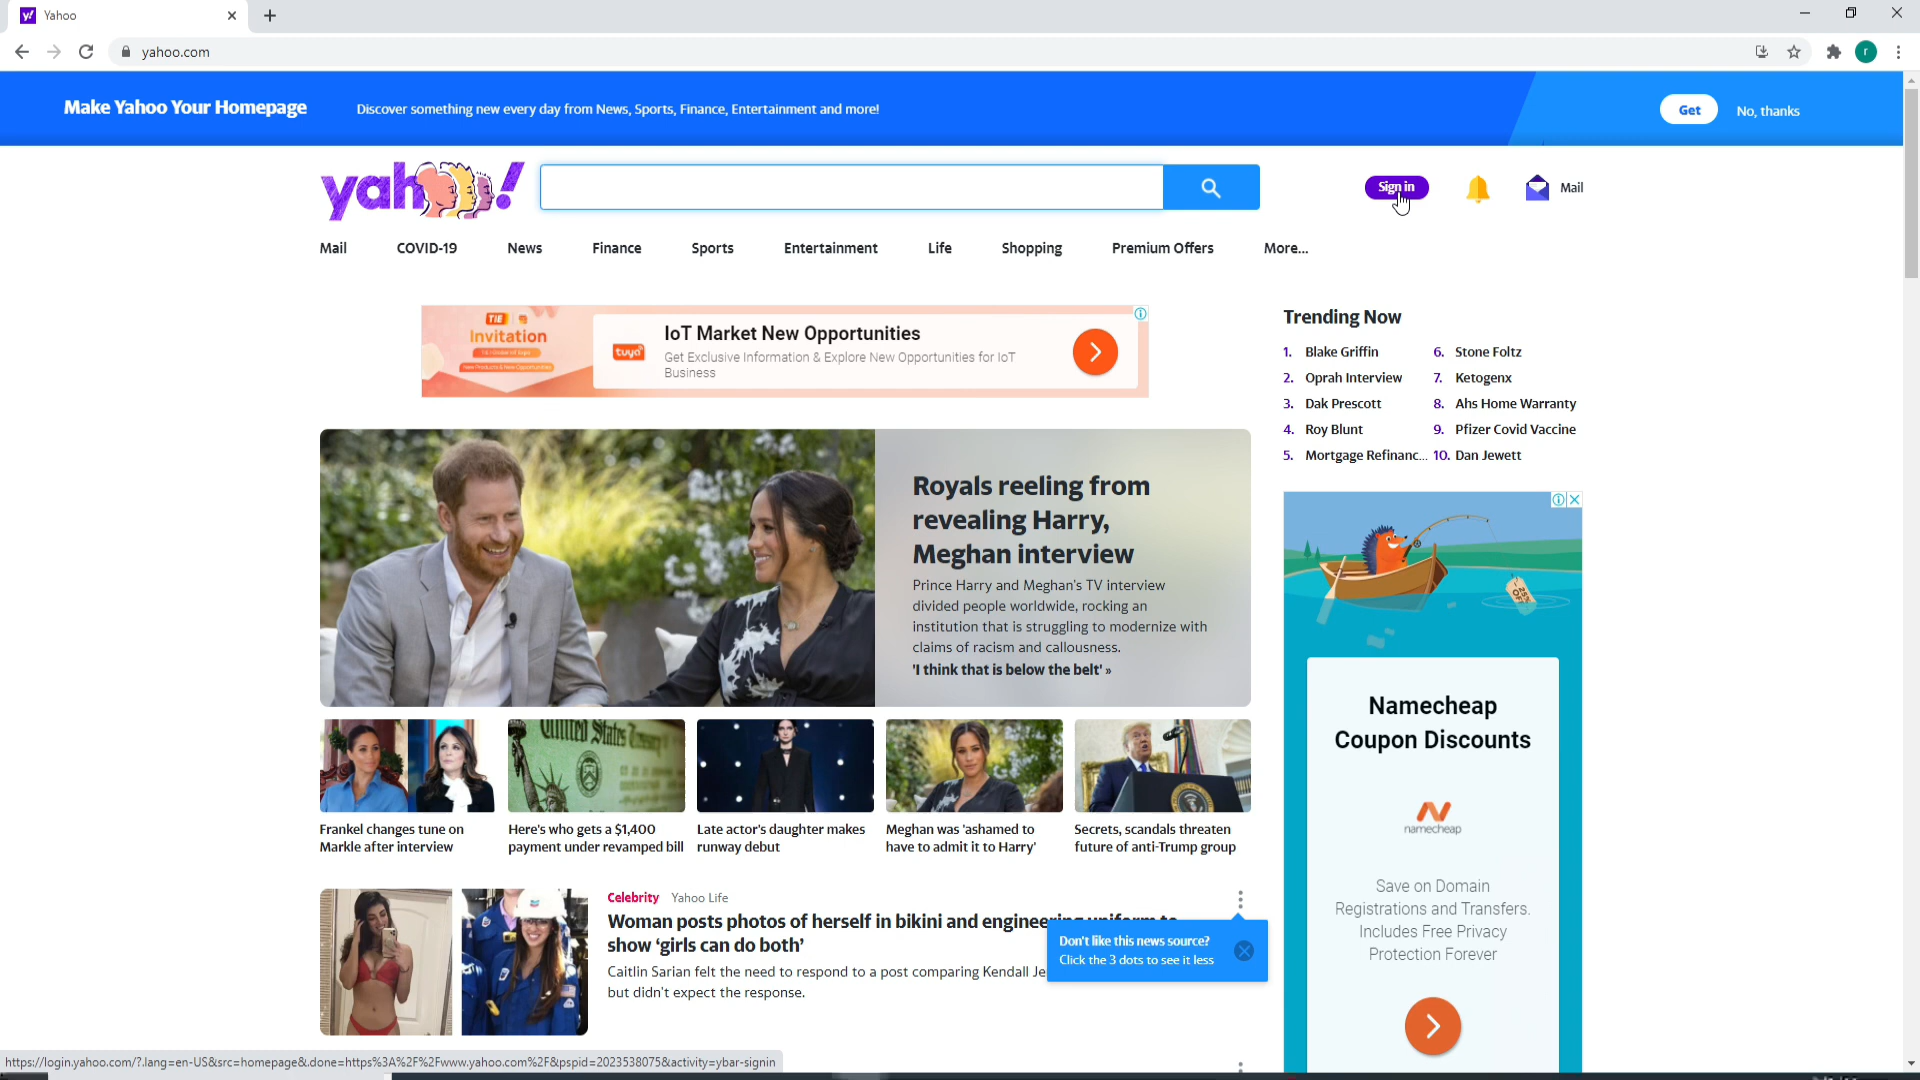 Yahoo
yahoo.com
r
Make Yahoo Your Homepage
Discover something new every day from News, Sports, Finance, Entertainment and more!
Get
No, thanks
yahoo!
Sign in
Mail
Mail COVID-19 News Finance Sports Entertainment Life Shopping Premium Offers More...
TIE
Invitation
tuya
IoT Market New Opportunities
Get Exclusive Information & Explore New Opportunities for IoT
Business
Trending Now
1. Blake Griffin
2. Oprah Interview
3. Dak Prescott
4. Roy Blunt
5. Mortgage Refinanc...
6. Stone Foltz
7. Ketogenx
8. Ahs Home Warranty
9. Pfizer Covid Vaccine
10. Dan Jewett
Royals reeling from
revealing Harry,
Meghan interview
Prince Harry and Meghan's TV interview
divided people worldwide, rocking an
institution that is struggling to modernize with
claims of racism and callousness.
'I think that is below the belt' »
United States Treasury
Frankel changes tune on
Markle after interview
Here's who gets a $1,400
payment under revamped bill
Late actor's daughter makes
runway debut
Meghan was 'ashamed to
have to admit it to Harry'
Secrets, scandals threaten
future of anti-Trump group
Celebrity Yahoo Life
Woman posts photos of herself in bikini and engineering uniform to
show ‘girls can do both’
Caitlin Sarian felt the need to respond to a post comparing Kendall Je
but didn't expect the response.
Don't like this news source?
Click the 3 dots to see it less
25%
OFF
Namecheap
Coupon Discounts
namecheap
Save on Domain
Registrations and Transfers.
Includes Free Privacy
Protection Forever
https://login.yahoo.com/?.lang=en-US&src=homepage&.done=https%3A%2F%2Fwww.yahoo.com%2F&pspid=2023538075&activity=ybar-signin